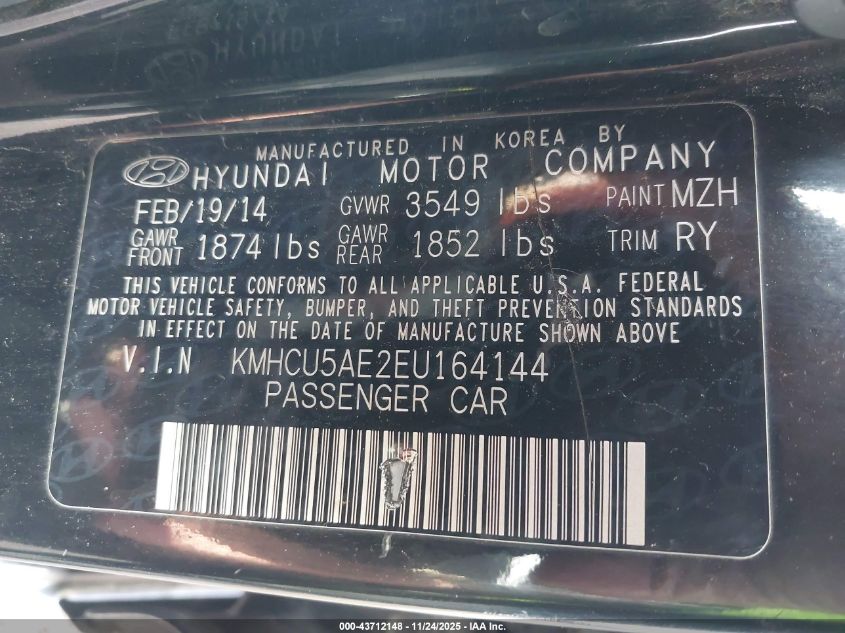 MANUFACTURED IN KOREA BY
HYUNDAI MOTOR COMPANY
FEB/19/14 GVWR 3549 lbs PAINT MZH
GAWR FRONT 1874 lbs GAWR REAR 1852 lbs TRIM RY
THIS VEHICLE CONFORMS TO ALL APPLICABLE U.S.A. FEDERAL
MOTOR VEHICLE SAFETY, BUMPER, AND THEFT PREVENTION STANDARDS
IN EFFECT ON THE DATE OF MANUFACTURE SHOWN ABOVE
V.I.N KMHCU5AE2EU164144
PASSENGER CAR
000-43712148 - 11/24/2025 - IAA Inc.